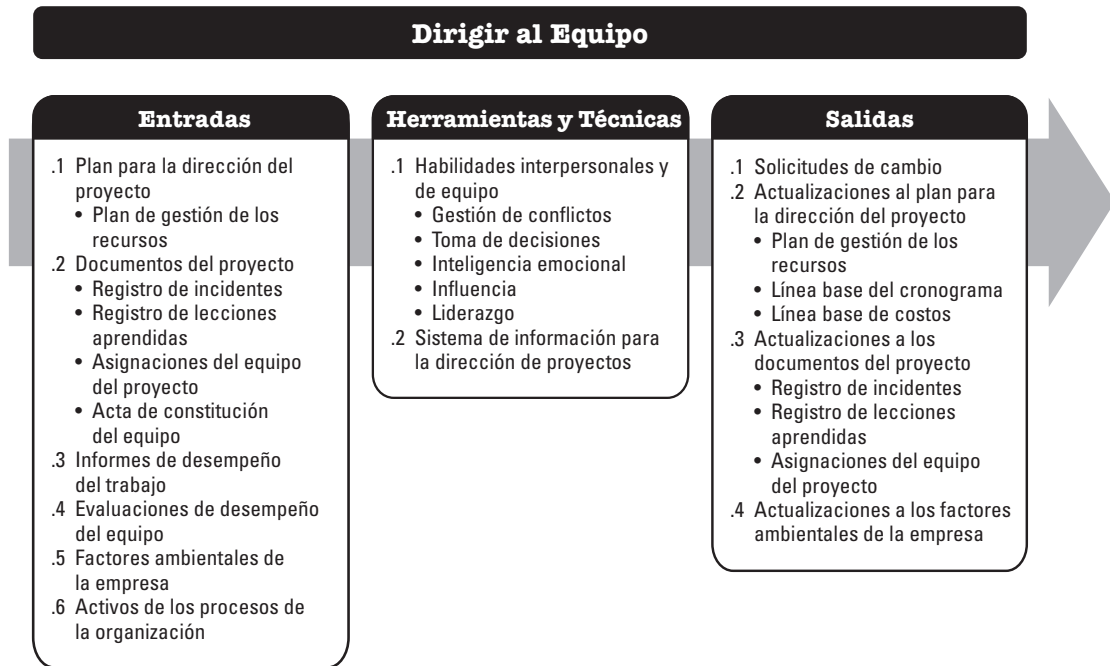 Dirigir al Equipo
Entradas
.1 Plan para la dirección del
proyecto
• Plan de gestión de los
recursos
.2 Documentos del proyecto
• Registro de incidentes
• Registro de lecciones
aprendidas
• Asignaciones del equipo
del proyecto
• Acta de constitución
del equipo
.3 Informes de desempeño
del trabajo
.4 Evaluaciones de desempeño
del equipo
.5 Factores ambientales de
la empresa
.6 Activos de los procesos de
la organización
Herramientas y Técnicas
.1 Habilidades interpersonales y
de equipo
• Gestión de conflictos
• Toma de decisiones
• Inteligencia emocional
• Influencia
• Liderazgo
.2 Sistema de información para
la dirección de proyectos
Salidas
.1 Solicitudes de cambio
.2 Actualizaciones al plan para
la dirección del proyecto
• Plan de gestión de los
recursos
• Línea base del cronograma
• Línea base de costos
.3 Actualizaciones a los
documentos del proyecto
• Registro de incidentes
• Registro de lecciones
aprendidas
• Asignaciones del equipo
del proyecto
.4 Actualizaciones a los factores
ambientales de la empresa